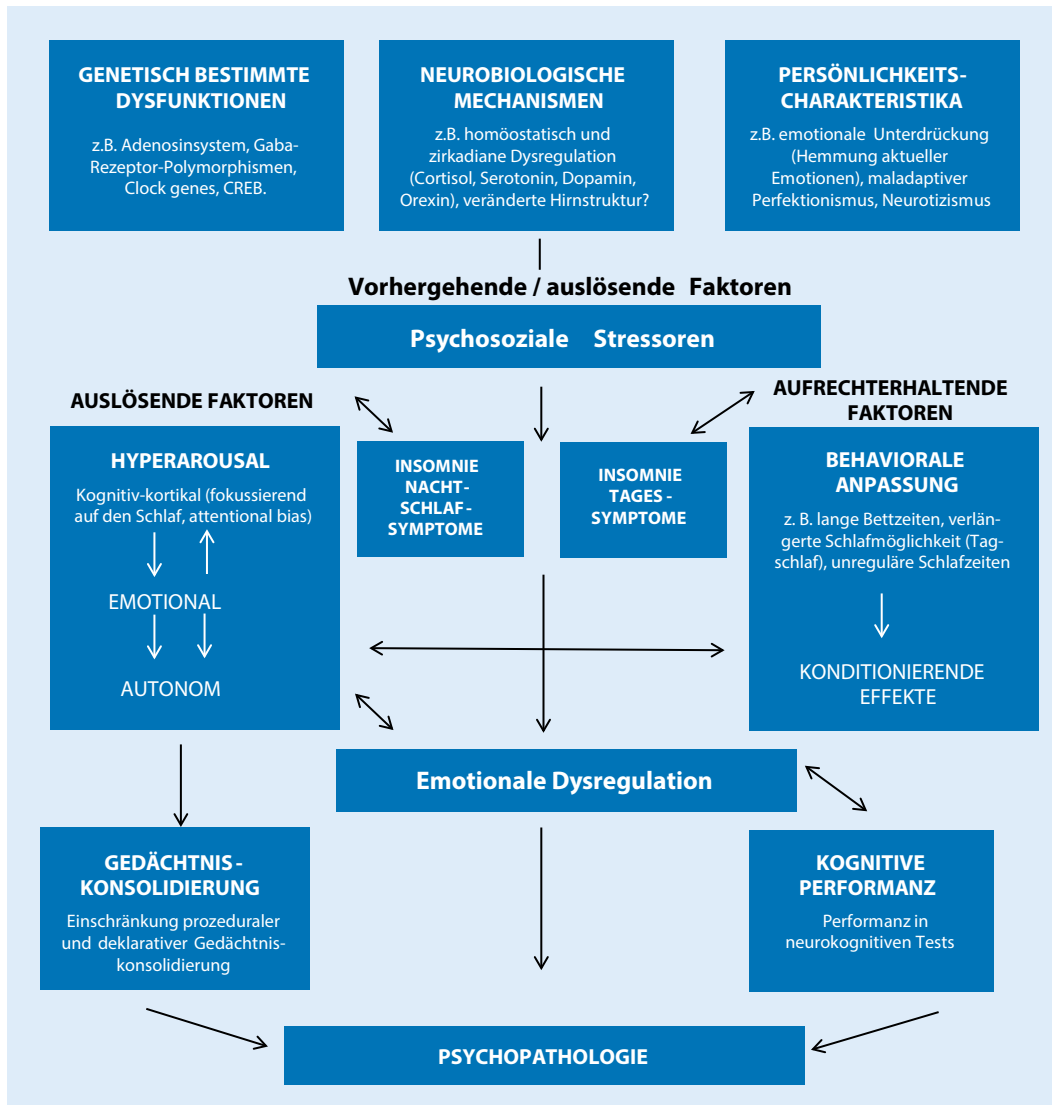 GENETISCH BESTIMMTE
DYSFUNKTIONEN
z.B. Adenosinsystem, Gaba-
Rezeptor-Polymorphismen,
Clock genes, CREB.
NEUROBIOLOGISCHE
MECHANISMEN
z.B. homöostatisch und
zirkadiane Dysregulation
(Cortisol, Serotonin, Dopamin,
Orexin), veränderte Hirnstruktur?
PERSÖNLICHKEITS-
CHARAKTERISTIKA
z.B. emotionale Unterdrückung
(Hemmung aktueller
Emotionen), maladaptiver
Perfektionismus, Neurotizismus
Vorhergehende / auslösende Faktoren
Psychosoziale Stressoren
AUSLÖSENDE FAKTOREN
HYPERAROUSAL
Kognitiv-kortikal (fokussierend
auf den Schlaf, attentional bias)
EMOTIONAL
AUTONOM
INSOMNIE
NACHT-
SCHLAF-
SYMPTOME
INSOMNIE
TAGES-
SYMPTOME
AUFRECHTERHALTENDE
FAKTOREN
BEHAVIORALE
ANPASSUNG
z. B. lange Bettzeiten, verlän-
gerte Schlafmöglichkeit (Tag-
schlaf), unreguläre Schlafzeiten
KONDITIONIERENDE
EFFEKTE
Emotionale Dysregulation
GEDÄCHTNIS-
KONSOLIDIERUNG
Einschränkung prozeduraler
und deklarativer Gedächtnis-
konsolidierung
KOGNITIVE
PERFORMANZ
Performanz in
neurokognitiven Tests
PSYCHOPATHOLOGIE